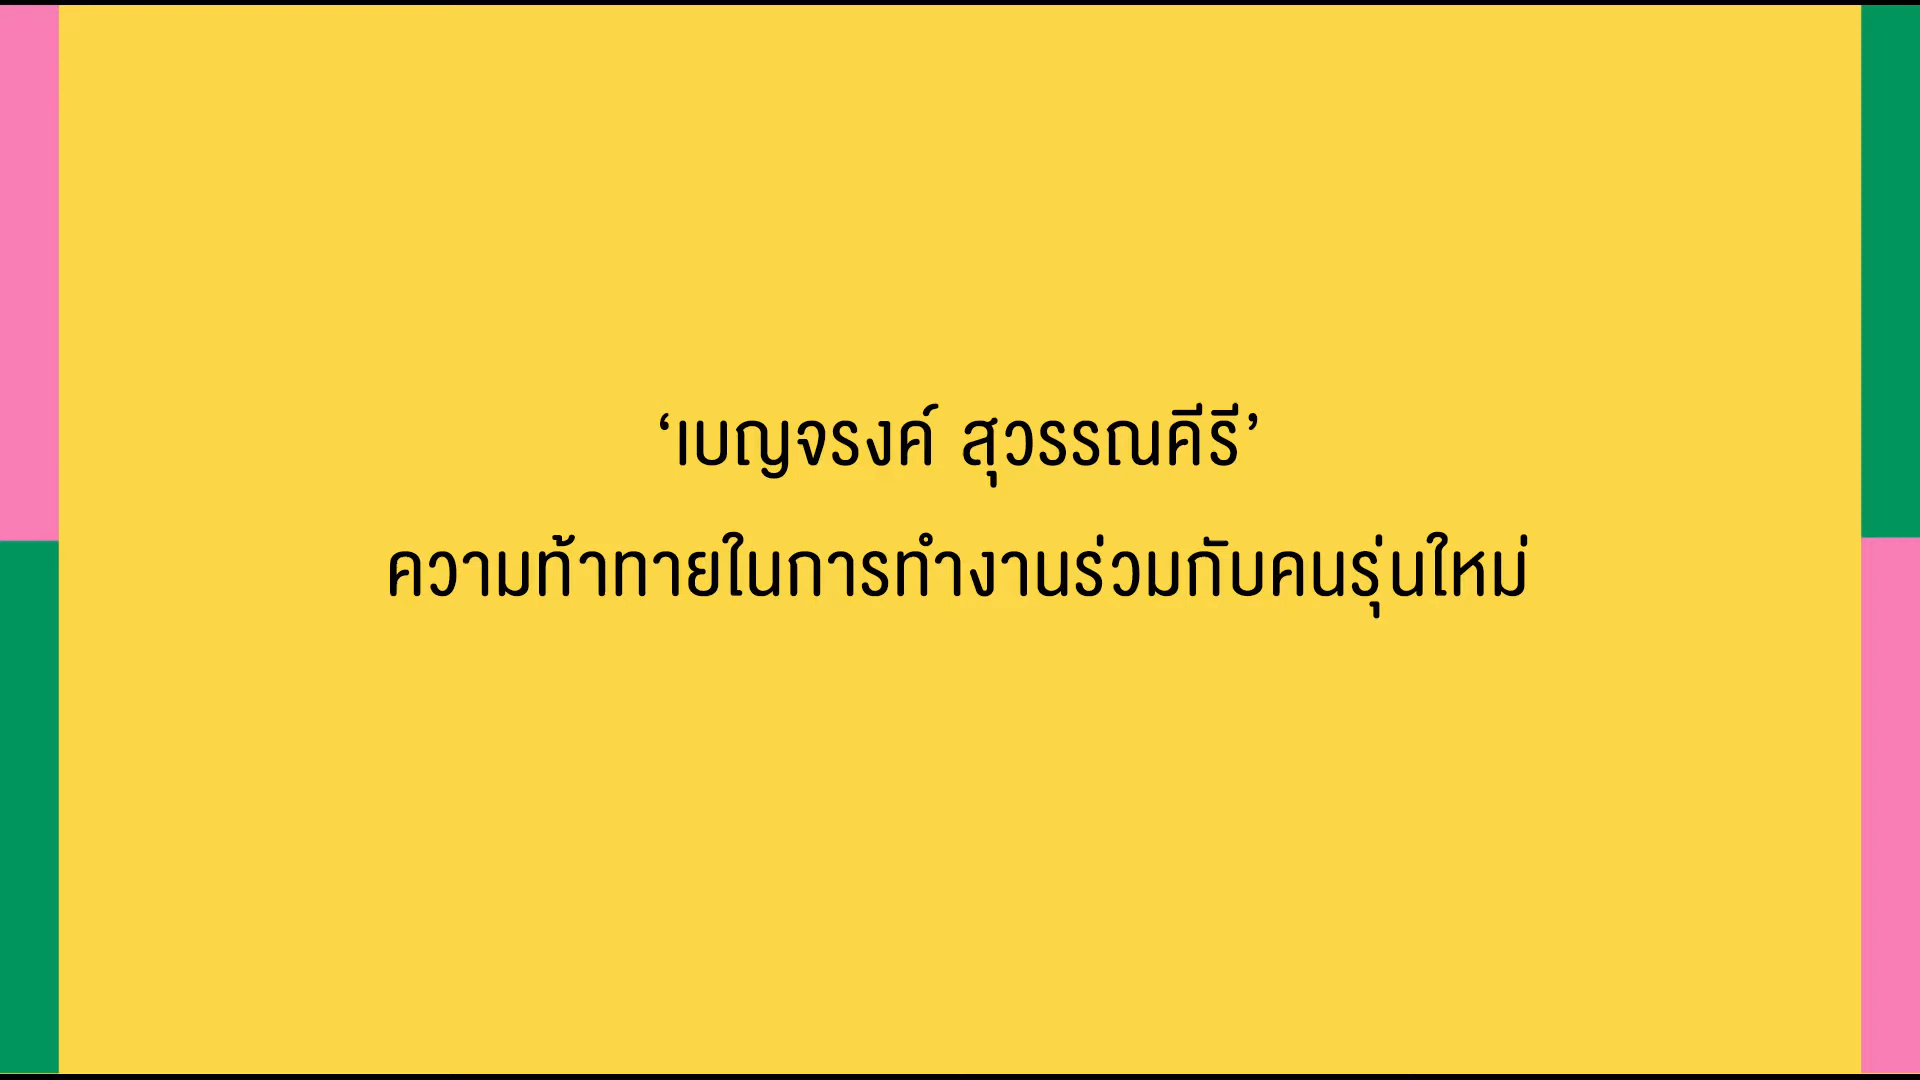 ‘เบญจรงค์ สุวรรณคีรี’
ความท้าทายในการทำงานร่วมกับคนรุ่นใหม่